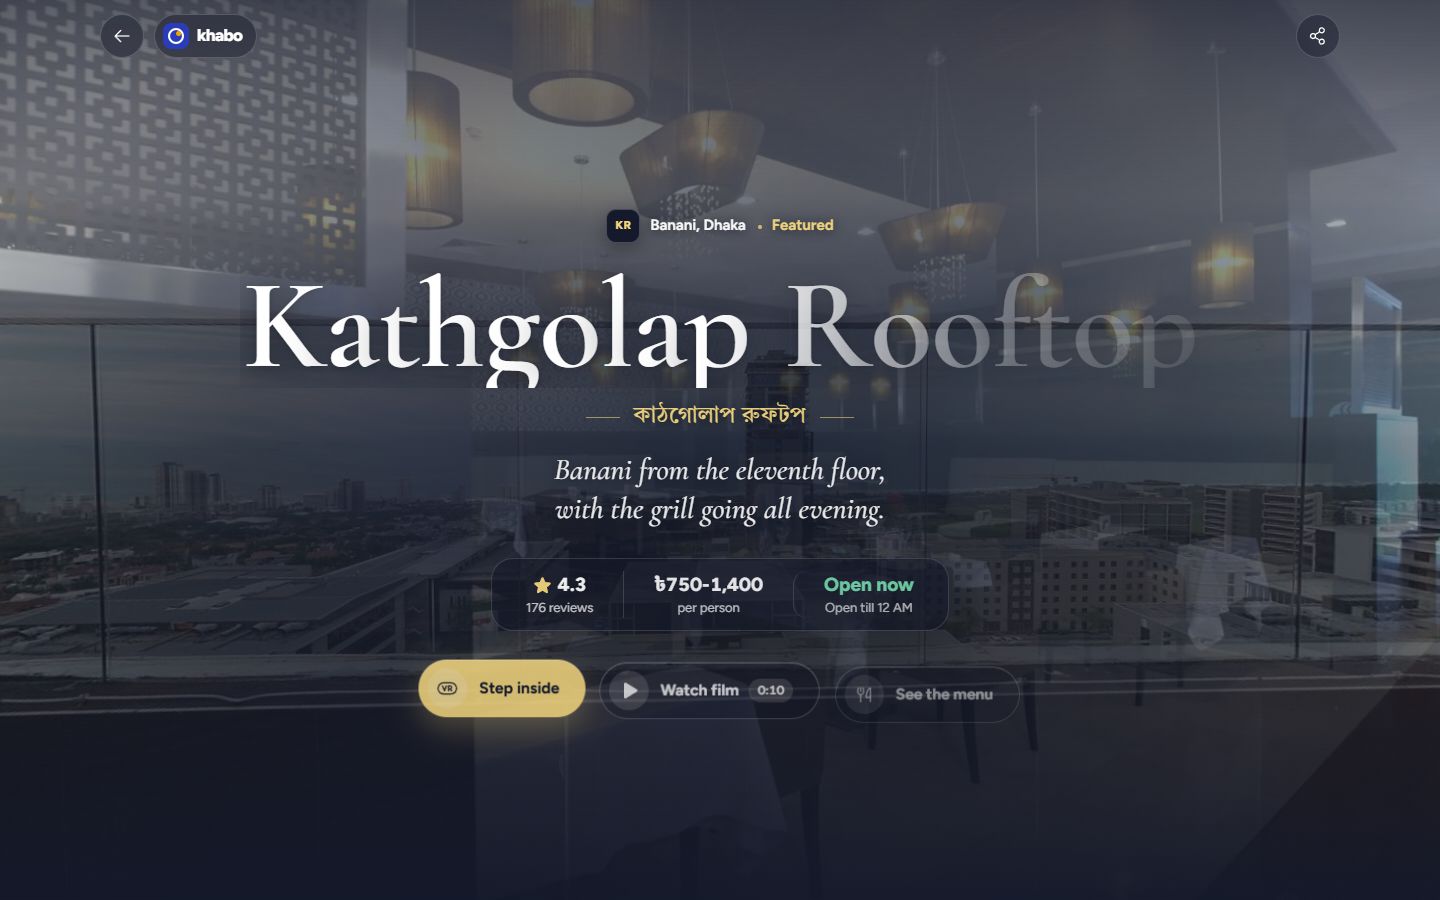 khabo
KR Banani, Dhaka • Featured
Kathgolap Rooftop
কাঠগোলাপ রুফটপ
Banani from the eleventh floor,
with the grill going all evening.
4.3 ৳750-1,400 Open now
176 reviews per person Open till 12 AM
VR Step inside Watch film 0:10 See the menu